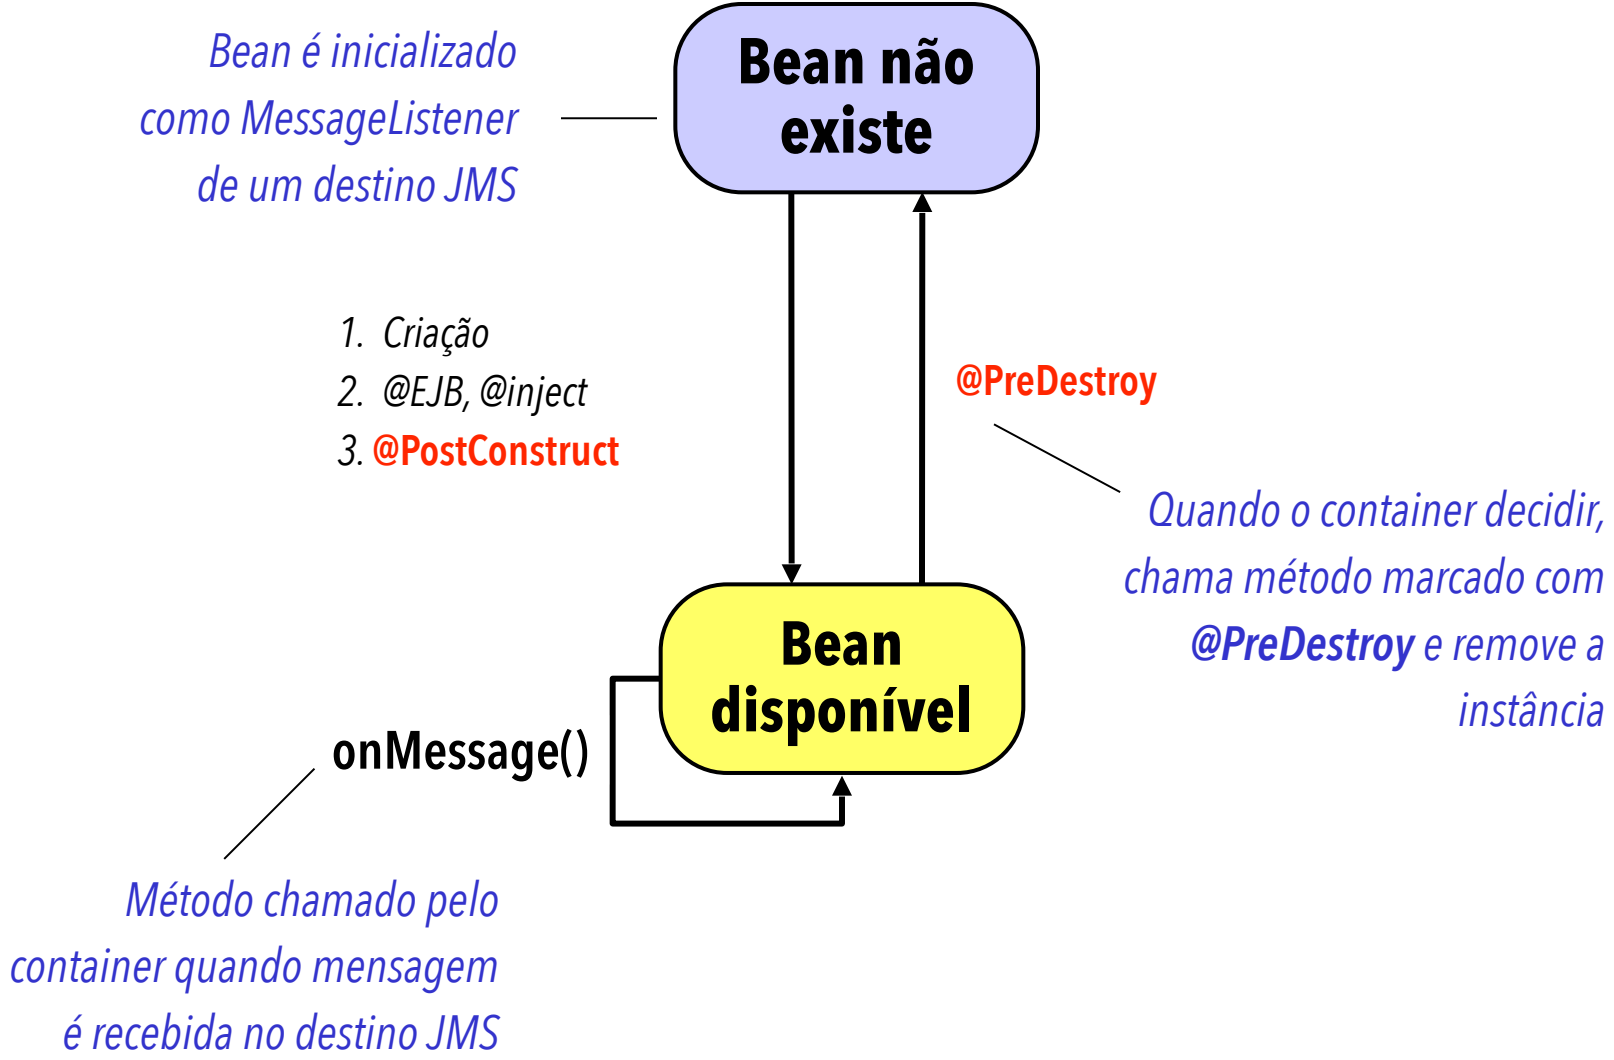 Bean é inicializado
como MessageListener
de um destino JMS
Bean não
existe
1. Criação
2. @EJB, @inject
3. @PostConstruct
@PreDestroy
Quando o container decidir,
chama método marcado com
@PreDestroy e remove a
instância
Bean
disponível
onMessage()
Método chamado pelo
container quando mensagem
é recebida no destino JMS